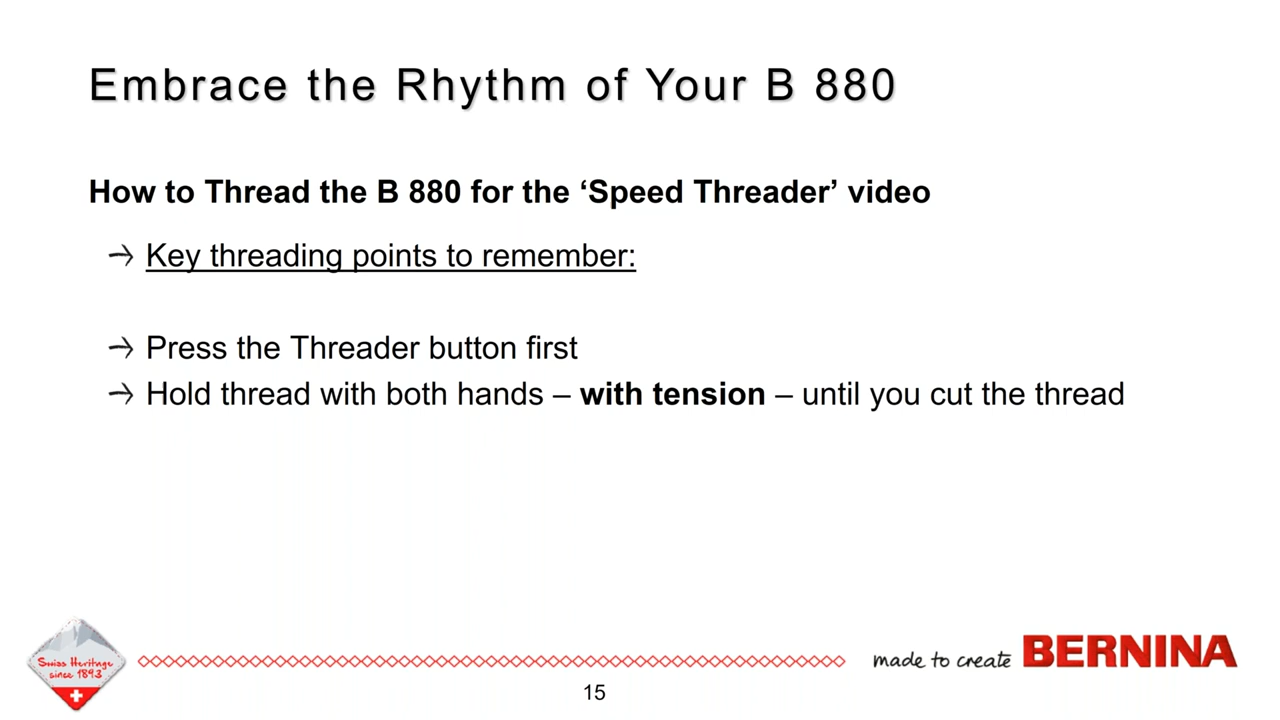 Embrace the Rhythm of Your B 880
How to Thread the B 880 for the ‘Speed Threader’ video
Key threading points to remember:
Press the Threader button first
Hold thread with both hands – with tension – until you cut the thread
Swiss Heritage
since 1893
made to create BERNINA
15